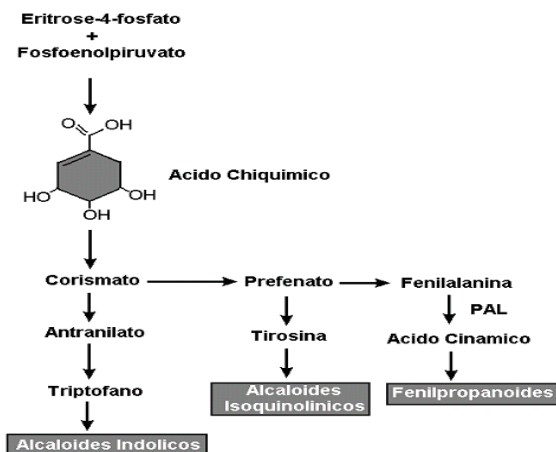 Eritrose-4-fosfato
+
Fosfoenolpiruvato
O
OH
Acido Chiquimico
HO
OH
OH
Corismato
Prefenato
Fenilalanina
PAL
Antranilato
Tirosina
Acido Cinamico
Triptofano
Alcaloides
Isoquinolinicos
Fenilpropanoides
Alcaloides Indolicos